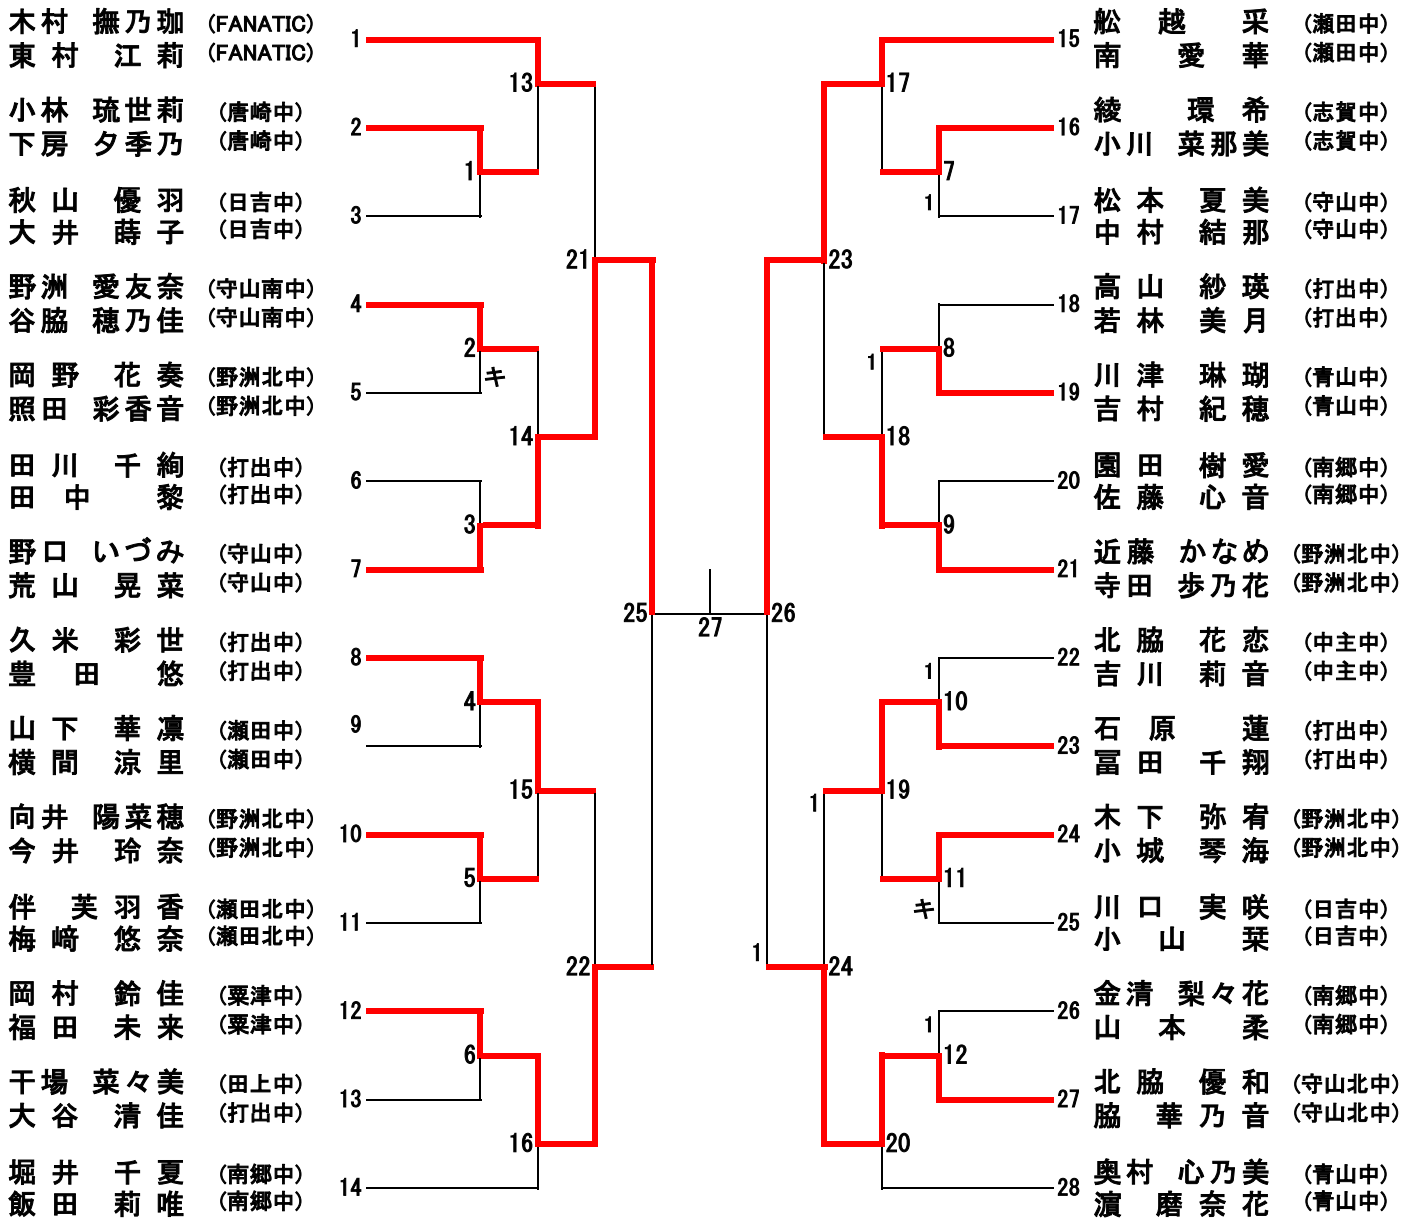 木村 撫乃珈 (FANATIC)
東村 江莉 (FANATIC)
1
小林 琉世莉 (唐崎中)
下房 夕季乃 (唐崎中)
2
秋山 優羽 (日吉中)
大井 蒔子 (日吉中)
3
野洲 愛友奈 (守山南中)
谷脇 穂乃佳 (守山南中)
4
岡野 花奏 (野洲北中)
照田 彩香音 (野洲北中)
5
田川 千絢 (打出中)
田中 黎 (打出中)
6
野口 いづみ (守山中)
荒山 晃菜 (守山中)
7
久米 彩世 (打出中)
豊田 悠 (打出中)
8
山下 華凛 (瀬田中)
横間 涼里 (瀬田中)
9
向井 陽菜穂 (野洲北中)
今井 玲奈 (野洲北中)
10
伴 芙羽香 (瀬田北中)
梅﨑 悠奈 (瀬田北中)
11
岡村 鈴佳 (粟津中)
福田 未来 (粟津中)
12
干場 菜々美 (田上中)
大谷 清佳 (打出中)
13
堀井 千夏 (南郷中)
飯田 莉唯 (南郷中)
14
13
1
21
2
キ
14
3
25
4
15
5
22
6
16
27
17
7
1
23
8
1
18
9
26
1
10
19
1
11
キ
24
1
12
1
20
15
船越 采 (瀬田中)
南 愛華 (瀬田中)
16
綾 環希 (志賀中)
小川 菜那美 (志賀中)
17
松本 夏美 (守山中)
中村 結那 (守山中)
18
高山 紗瑛 (打出中)
若林 美月 (打出中)
19
川津 琳瑚 (青山中)
吉村 紀穂 (青山中)
20
園田 樹愛 (南郷中)
佐藤 心音 (南郷中)
21
近藤 かなめ (野洲北中)
寺田 歩乃花 (野洲北中)
22
北脇 花恋 (中主中)
吉川 莉音 (中主中)
23
石原 蓮 (打出中)
冨田 千翔 (打出中)
24
木下 弥宥 (野洲北中)
小城 琴海 (野洲北中)
25
川口 実咲 (日吉中)
小山 栞 (日吉中)
26
金清 梨々花 (南郷中)
山本 柔 (南郷中)
27
北脇 優和 (守山北中)
脇 華乃音 (守山北中)
28
奥村 心乃美 (青山中)
濵 磨奈花 (青山中)